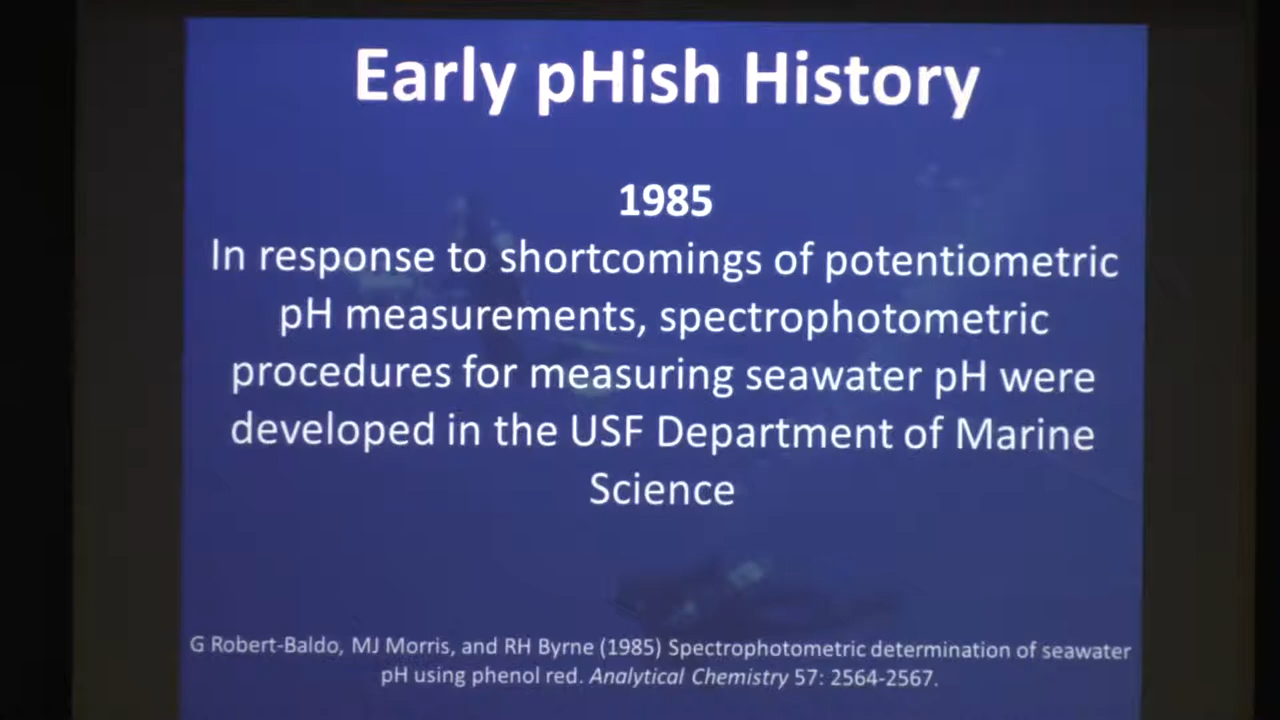 Early pHish History
1985
In response to shortcomings of potentiometric
pH measurements, spectrophotometric
procedures for measuring seawater pH were
developed in the USF Department of Marine
Science
G Robert-Baldo, MJ Morris, and RH Byrne (1985) Spectrophotometric determination of seawater
pH using phenol red. Analytical Chemistry 57: 2564-2567.